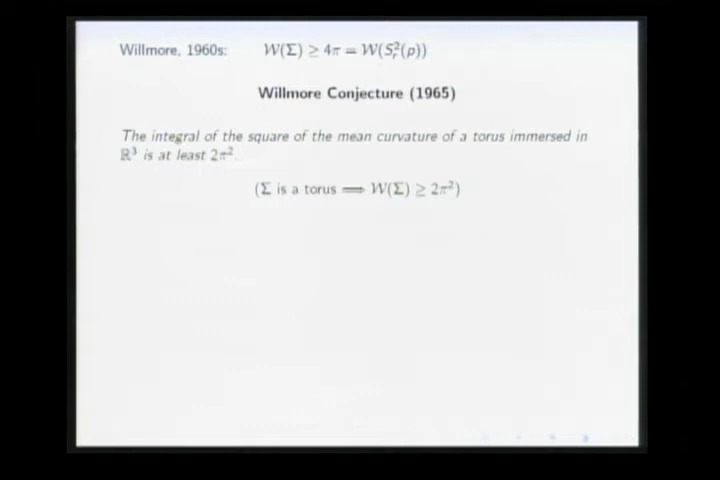 Willmore, 1960s: W(Σ) ≥ 4π = W(S²ᵣ(p))
Willmore Conjecture (1965)
The integral of the square of the mean curvature of a torus immersed in
ℝ³ is at least 2π².
(Σ is a torus ⟹ W(Σ) ≥ 2π²)